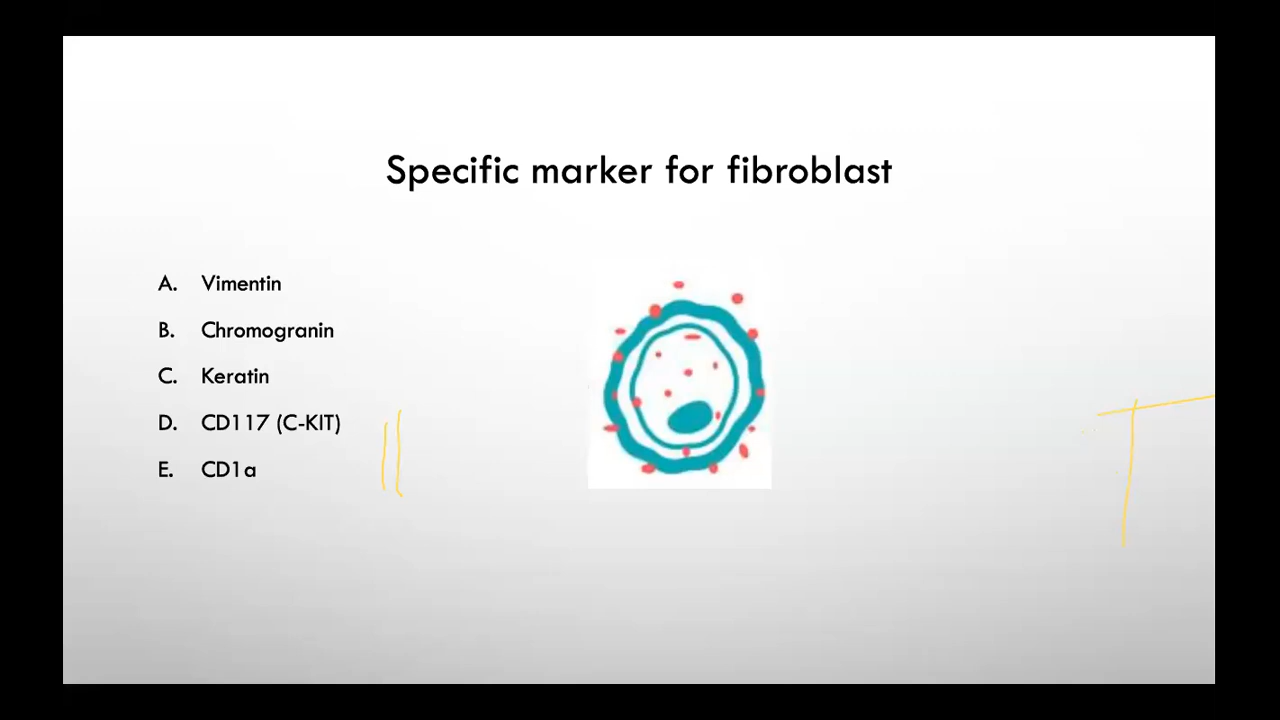 Specific marker for fibroblast
A. Vimentin
B. Chromogranin
C. Keratin
D. CD117 (C-KIT)
E. CD1a